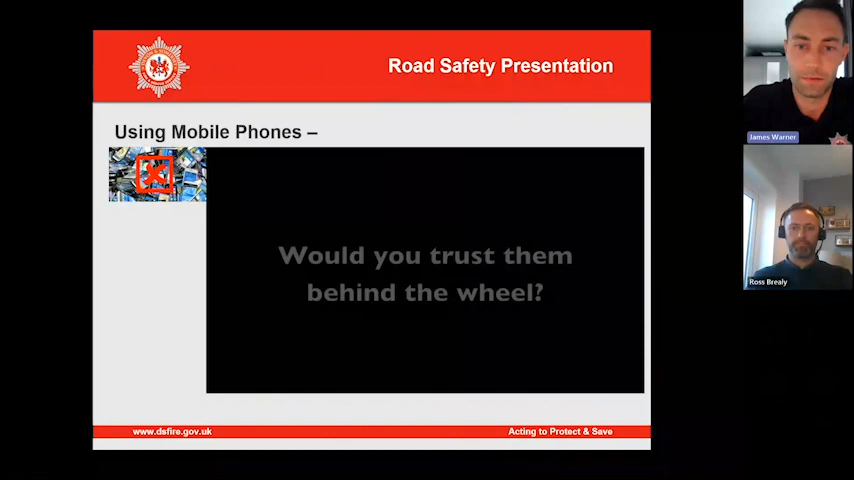 Road Safety Presentation
Using Mobile Phones –
Would you trust them
behind the wheel?
www.dsfire.gov.uk
Acting to Protect & Save
James Warner
Ross Brealy